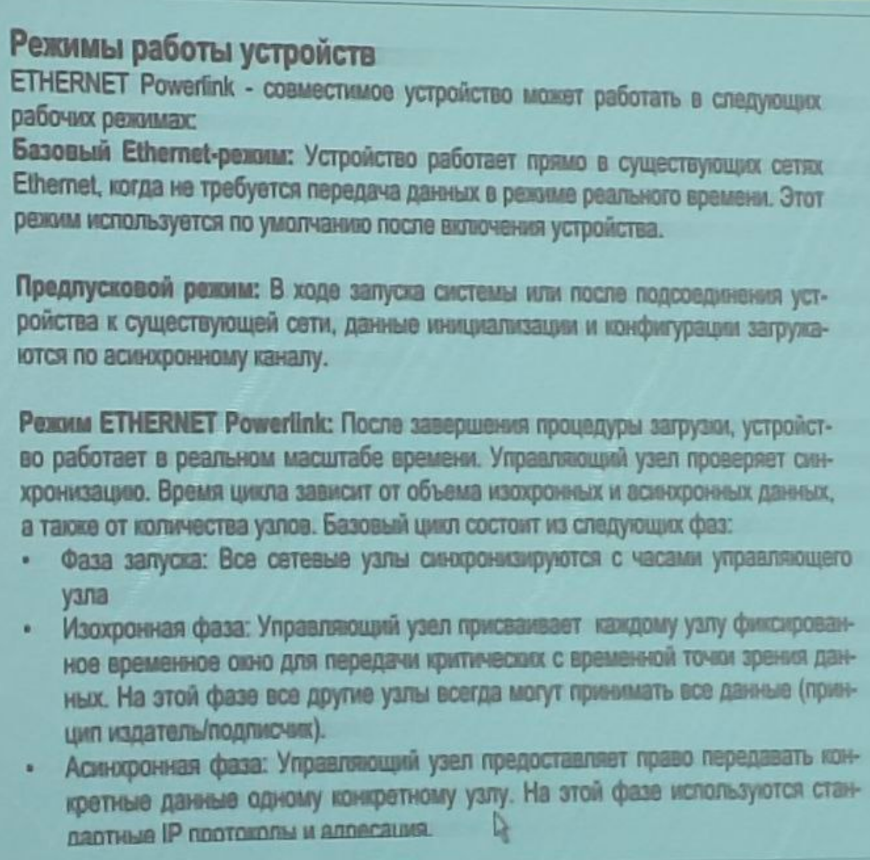 Режимы работы устройств
ETHERNET Powerlink - совместимое устройство может работать в следующих
рабочих режимах:
Базовый Ethernet-режим: Устройство работает прямо в существующих сетях
Ethernet, когда не требуется передача данных в режиме реального времени. Этот
режим используется по умолчанию после включения устройства.
Предпусковой режим: В ходе запуска системы или после подсоединения уст-
ройства к существующей сети, данные инициализации и конфигурации загружа-
ются по асинхронному каналу.
Режим ETHERNET Powerlink: После завершения процедуры загрузки, устройст-
во работает в реальном масштабе времени. Управляющий узел проверяет син-
хронизацию. Время цикла зависит от объема изохронных и асинхронных данных,
а также от количества узлов. Базовый цикл состоит из следующих фаз:
• Фаза запуска: Все сетевые узлы синхронизируются с часами управляющего
узла
• Изохронная фаза: Управляющий узел присваивает каждому узлу фиксирован-
ное временное окно для передачи критических с временной точки зрения дан-
ных. На этой фазе все другие узлы всегда могут принимать все данные (прин-
цип издатель/подписчик).
• Асинхронная фаза: Управляющий узел предоставляет право передавать кон-
кретные данные одному конкретному узлу. На этой фазе используются стан-
дартные IP протоколы и адресация.